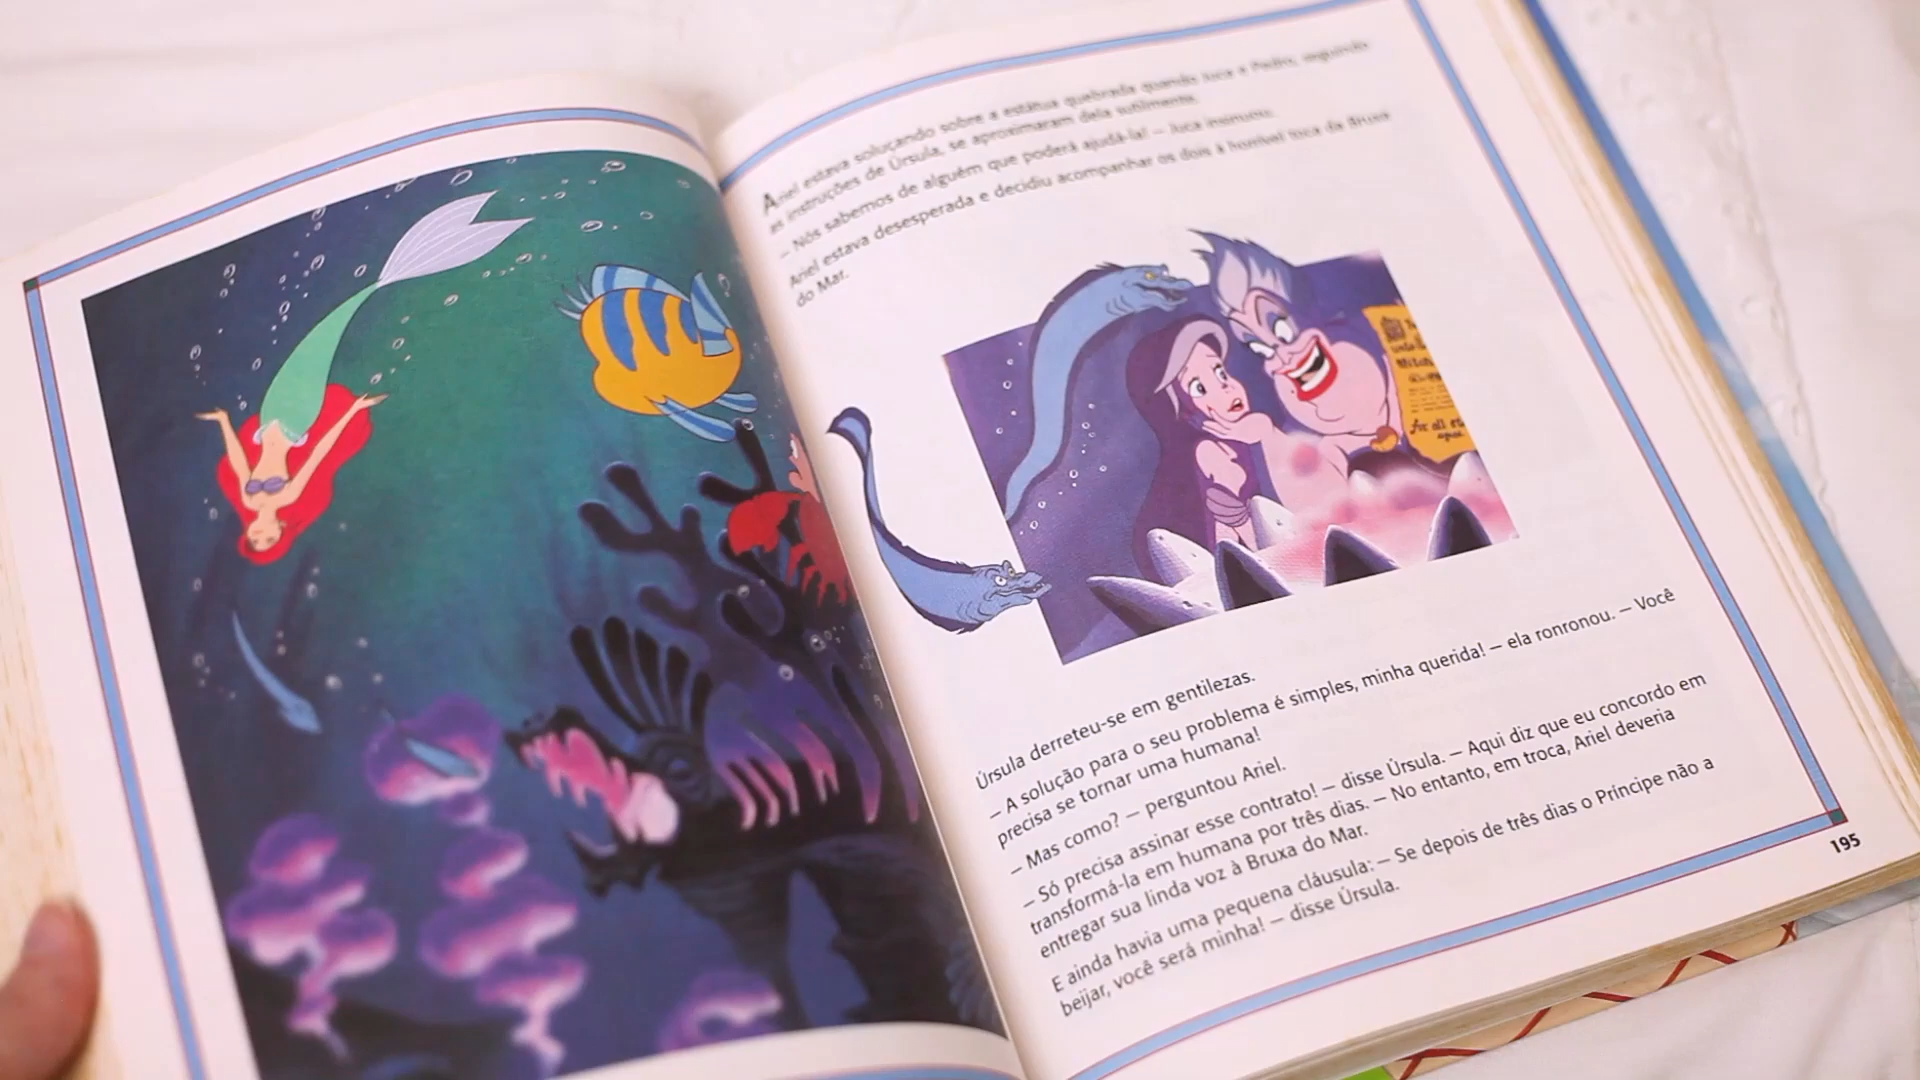 Ariel estava soluçando sobre a estátua quebrada quando Juca e Pedro, seguindo
as instruções de Úrsula, se aproximaram dela sutilmente.
– Nós sabemos de alguém que poderá ajudá-la! – Juca insinuou.
Ariel estava desesperada e decidiu acompanhar os dois à horrível toca da Bruxa
do Mar.
For all et
Úrsula derreteu-se em gentilezas.
– A solução para o seu problema é simples, minha querida! – ela ronronou. – Você
precisa se tornar uma humana!
– Mas como? – perguntou Ariel.
– Só precisa assinar esse contrato! – disse Úrsula. – Aqui diz que eu concordo em
transformá-la em humana por três dias. – No entanto, em troca, Ariel deveria
entregar sua linda voz à Bruxa do Mar.
E ainda havia uma pequena cláusula: – Se depois de três dias o Príncipe não a
beijar, você será minha! – disse Úrsula.
195